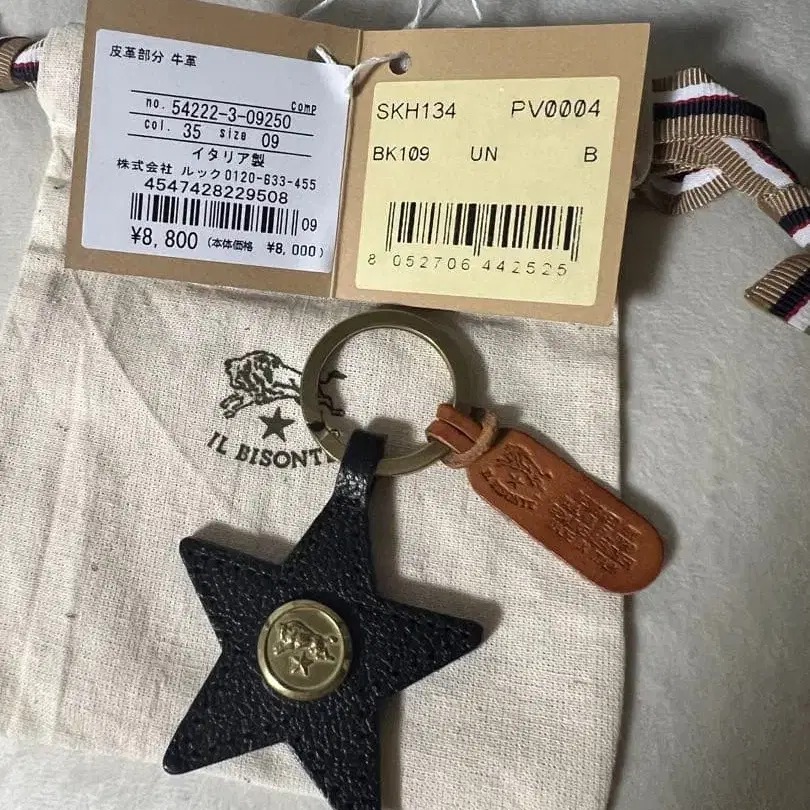 皮革部分 牛革
comp
no. 54222-3-09250
col. 35 size 09
イタリア製
株式会社 ルック 0120-633-455
4547428229508
09
¥8,800 (本体価格 ¥8,000)
SKH134 PV0004
BK109 UN B
8 052706 442525
IL BISONTE
IL BISONTE